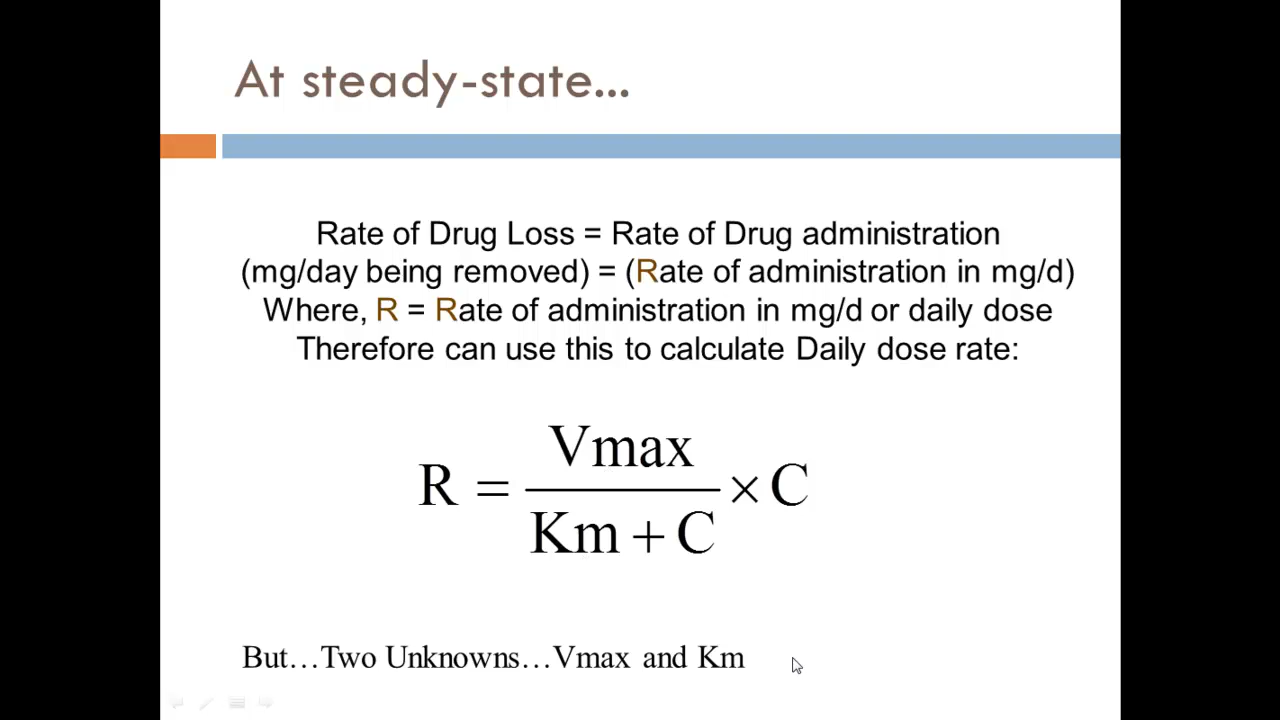 At steady-state...
Rate of Drug Loss = Rate of Drug administration
(mg/day being removed) = (Rate of administration in mg/d)
Where, R = Rate of administration in mg/d or daily dose
Therefore can use this to calculate Daily dose rate:
R = Vmax / Km + C × C
But…Two Unknowns…Vmax and Km